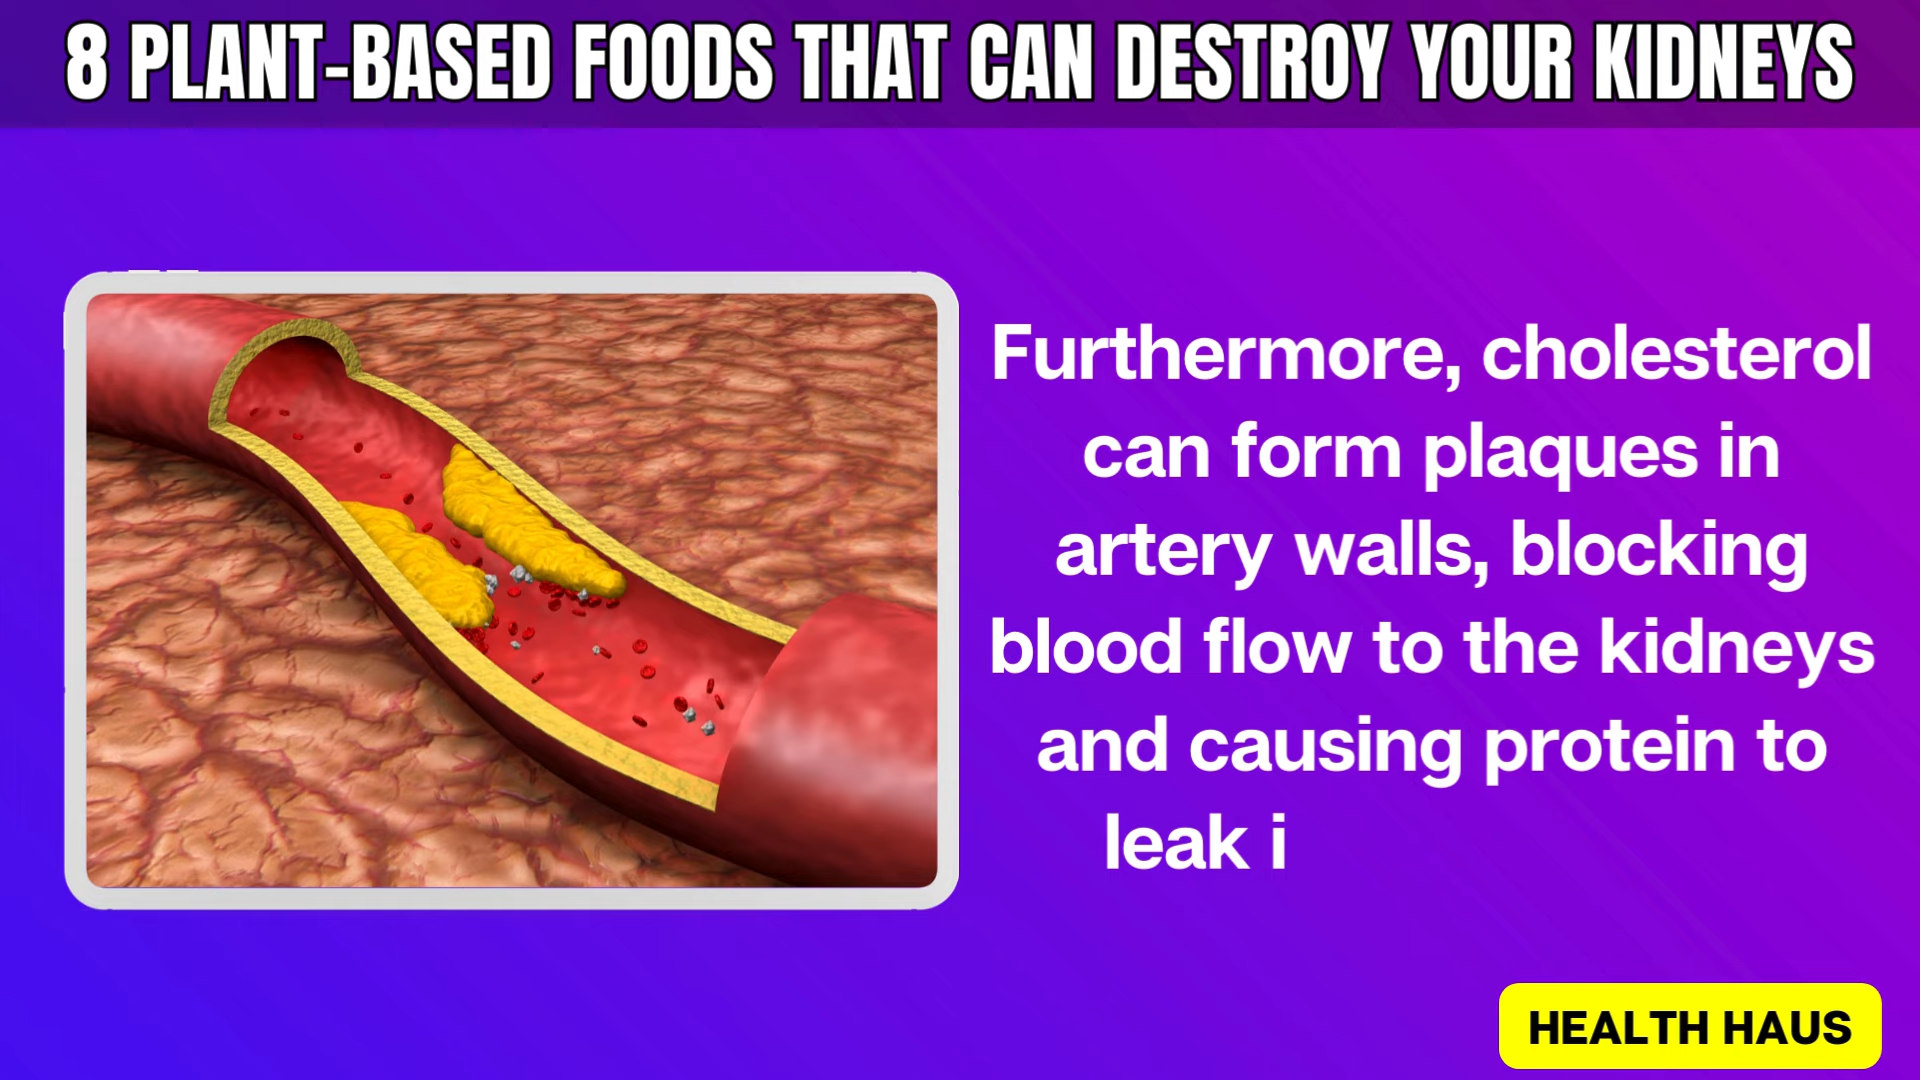 8 PLANT-BASED FOODS THAT CAN DESTROY YOUR KIDNEYS
Furthermore, cholesterol
can form plaques in
artery walls, blocking
blood flow to the kidneys
and causing protein to
leak i
HEALTH HAUS